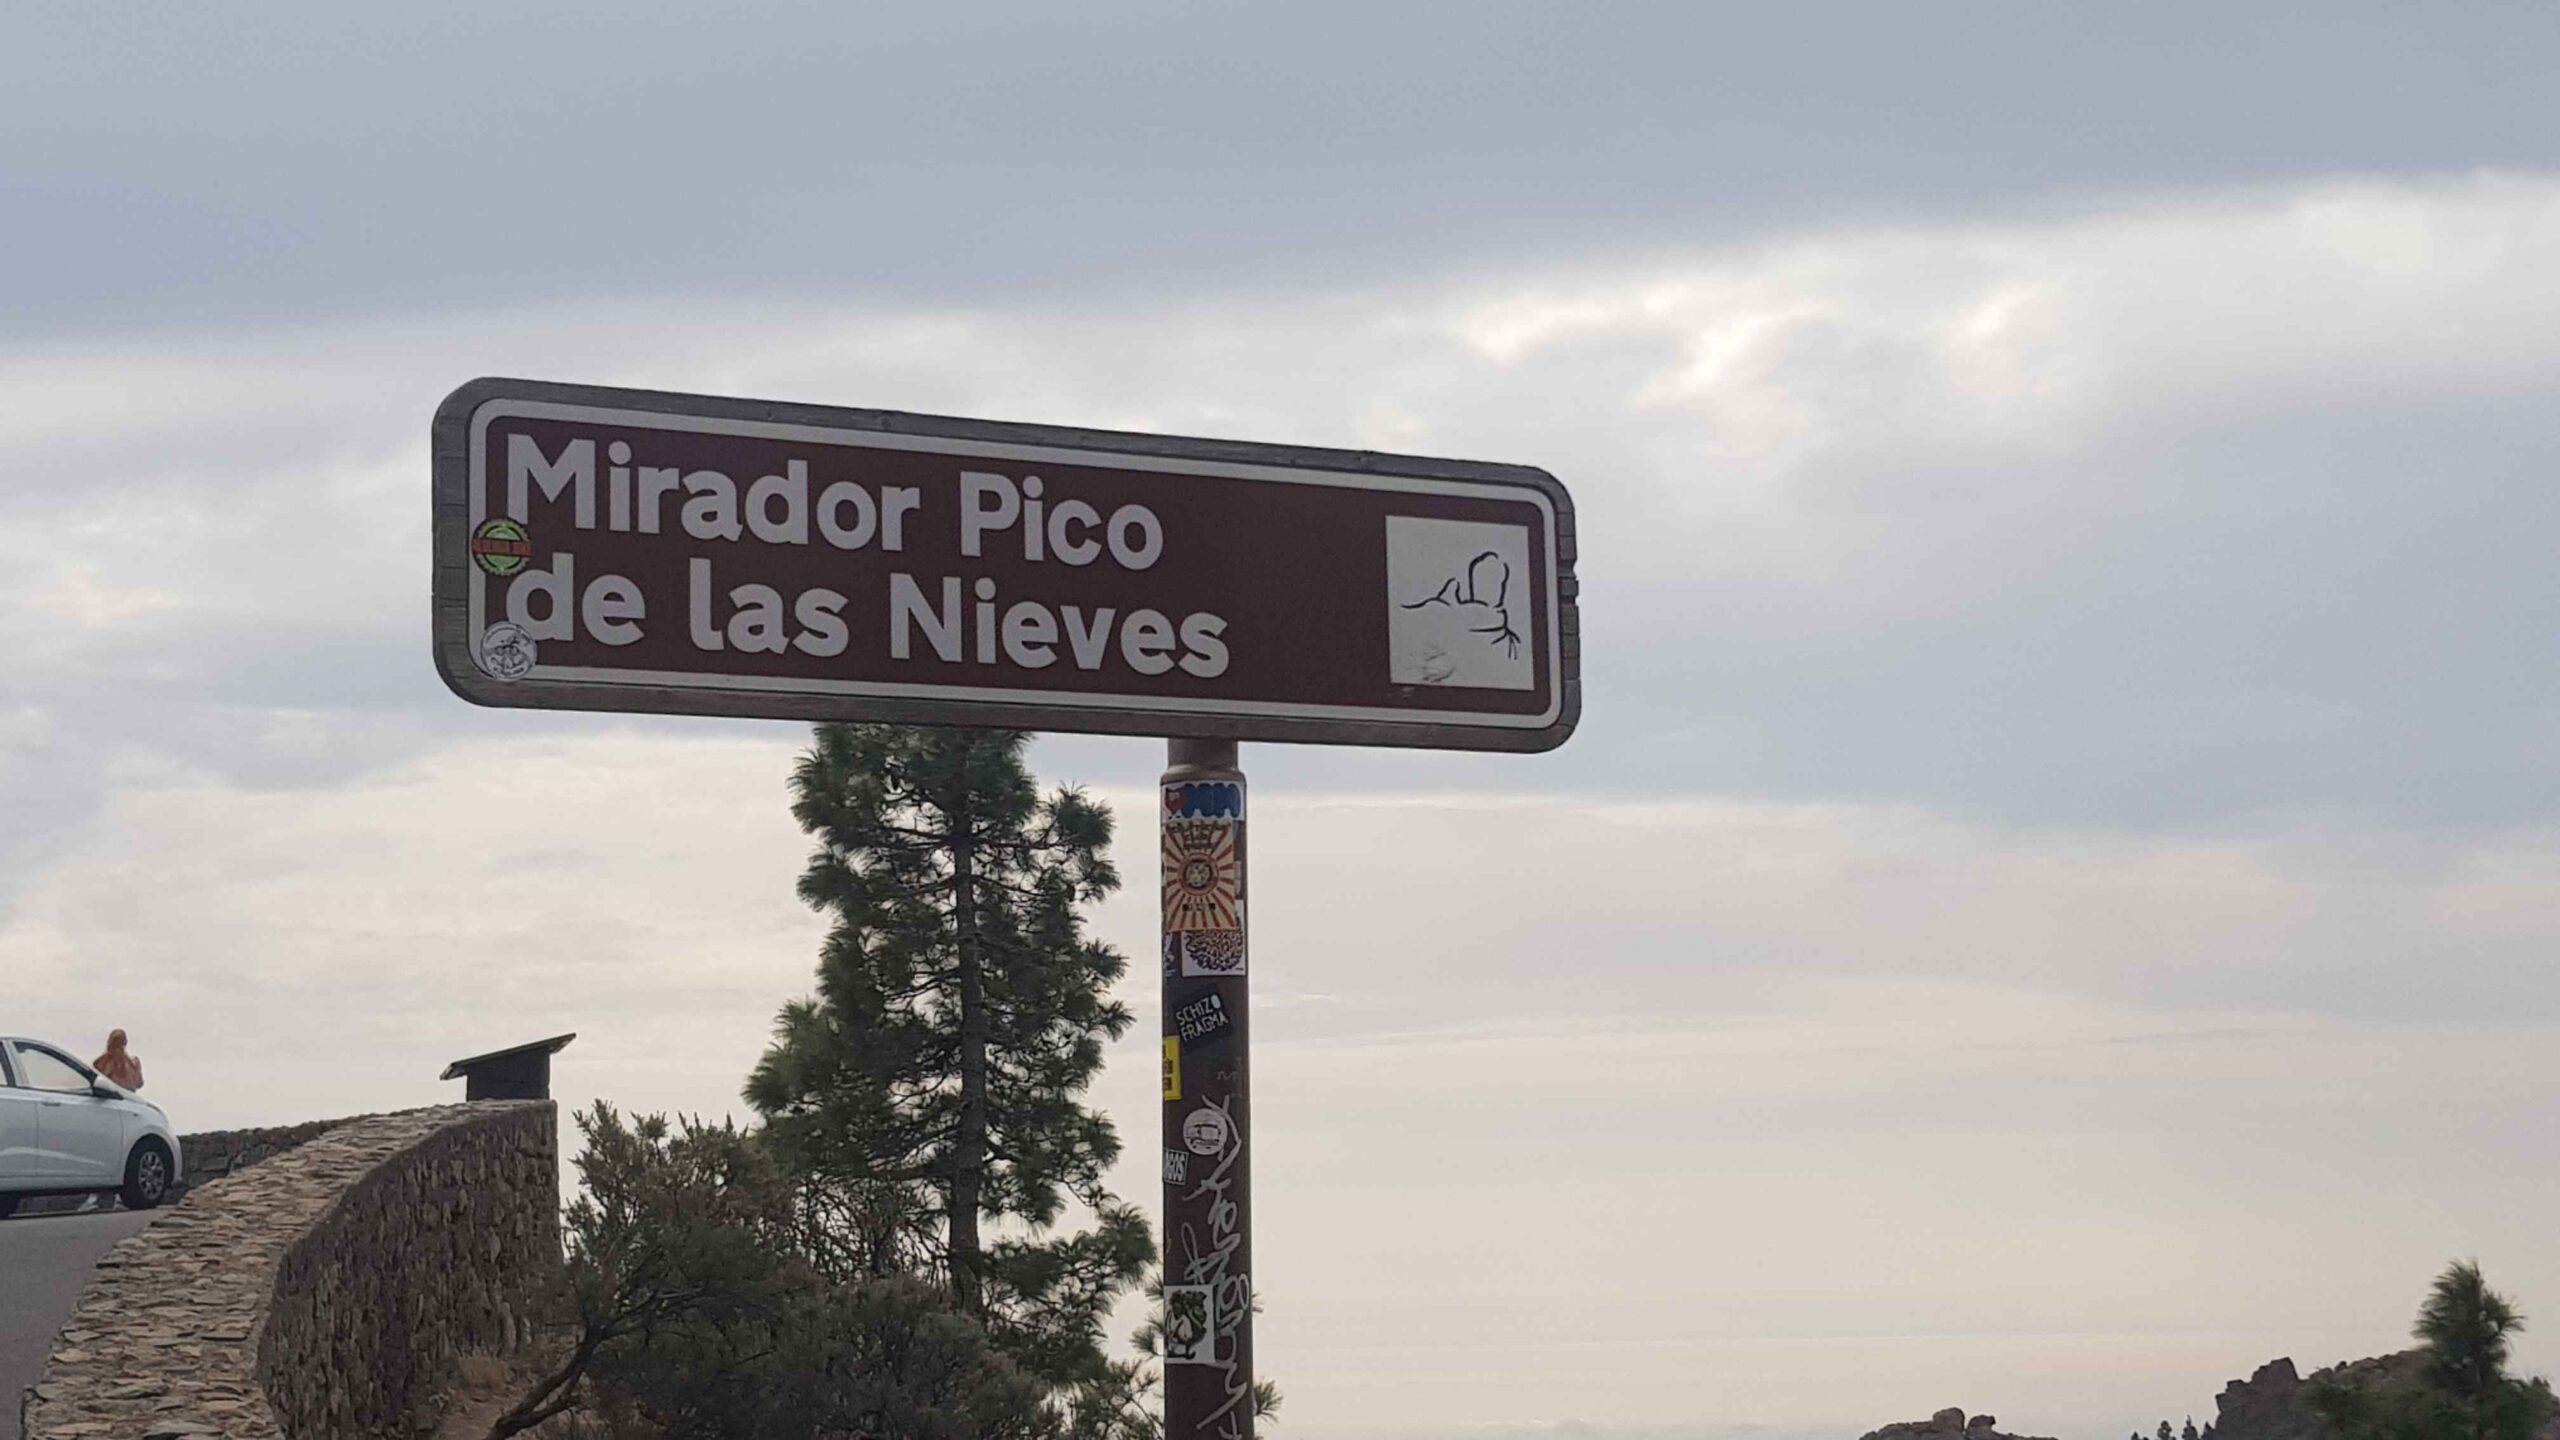 Mirador Pico
de las Nieves
SCHIZO
FRAGMA